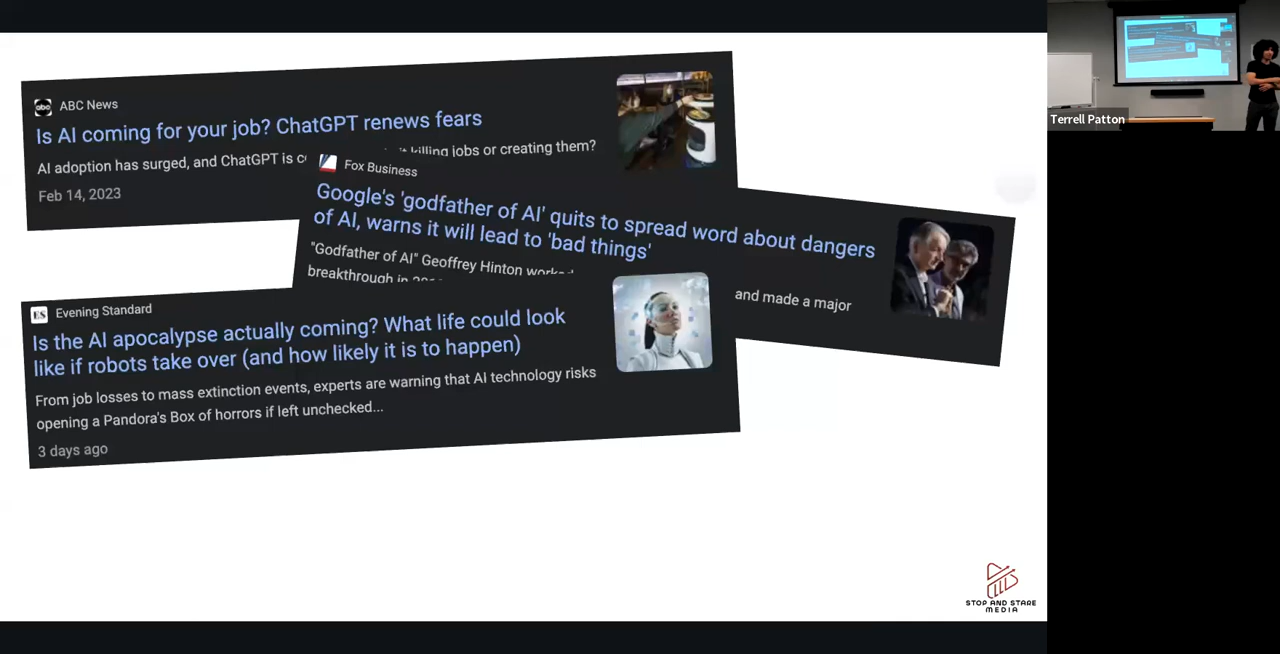 abc ABC News
Is AI coming for your job? ChatGPT renews fears
AI adoption has surged, and ChatGPT is killing jobs or creating them?
Feb 14, 2023
Fox Business
Google's 'godfather of AI' quits to spread word about dangers
of AI, warns it will lead to 'bad things'
"Godfather of AI" Geoffrey Hinton
breakthrough in and made a major
ES Evening Standard
Is the AI apocalypse actually coming? What life could look
like if robots take over (and how likely it is to happen)
From job losses to mass extinction events, experts are warning that AI technology risks
opening a Pandora's Box of horrors if left unchecked...
3 days ago
STOP AND STARE
MEDIA
Terrell Patton